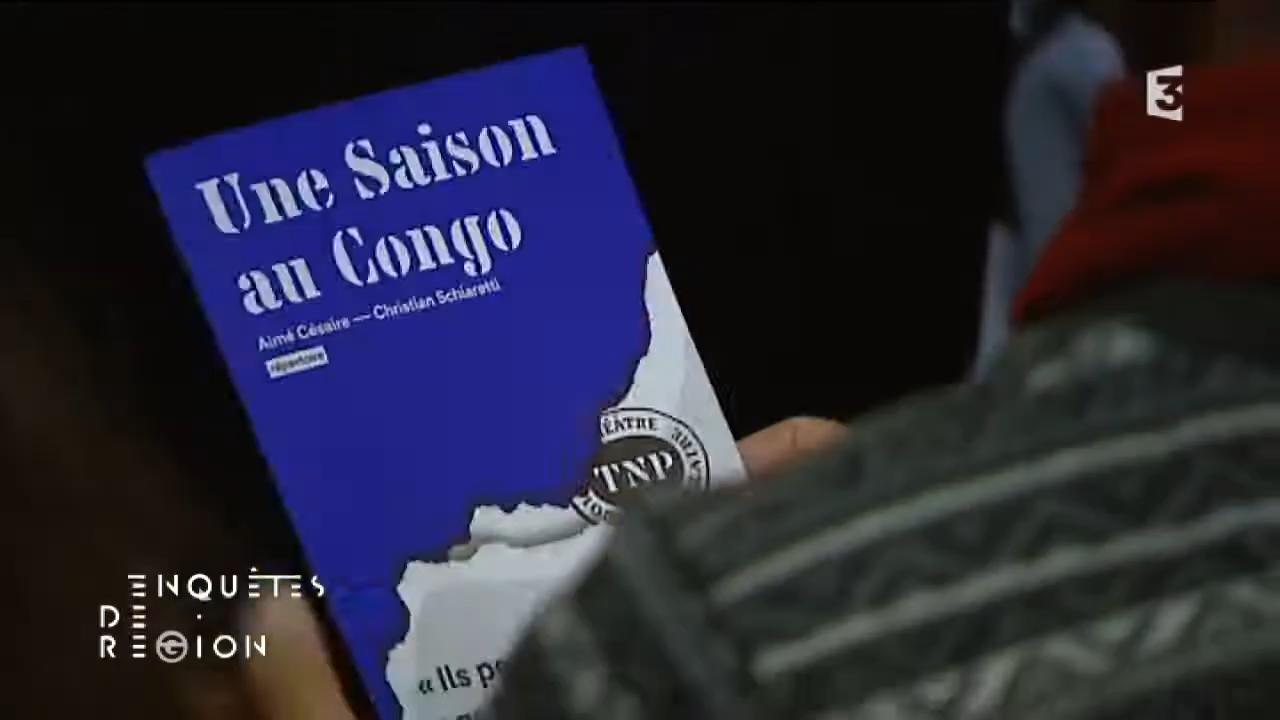 Une Saison
au Congo
Aimé Césaire — Christian Schiaretti
répertoire
TNP
« Ils
3
ENQUÊTES
DE
RÉGION